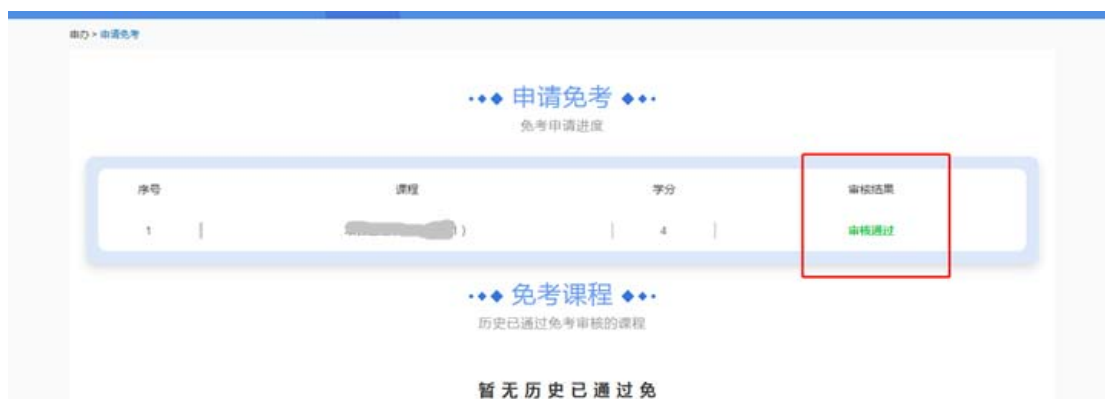 申办 > 申请免考
申请免考
免考申请进度
序号 课程 学分 审核结果
1 1) 4 审核通过
免考课程
历史已通过免考审核的课程
暂无历史已通过免